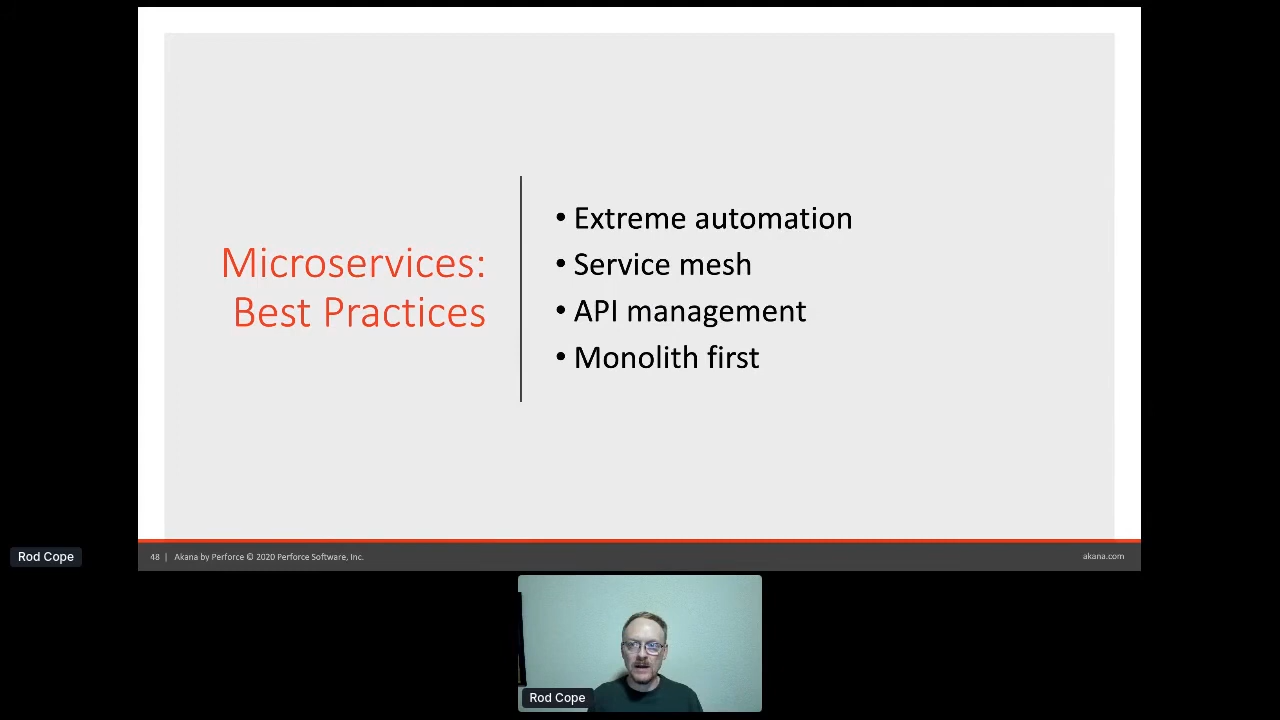 Microservices:
Best Practices
• Extreme automation
• Service mesh
• API management
• Monolith first
Rod Cope
48 | Akana by Perforce © 2020 Perforce Software, Inc.
akana.com
Rod Cope